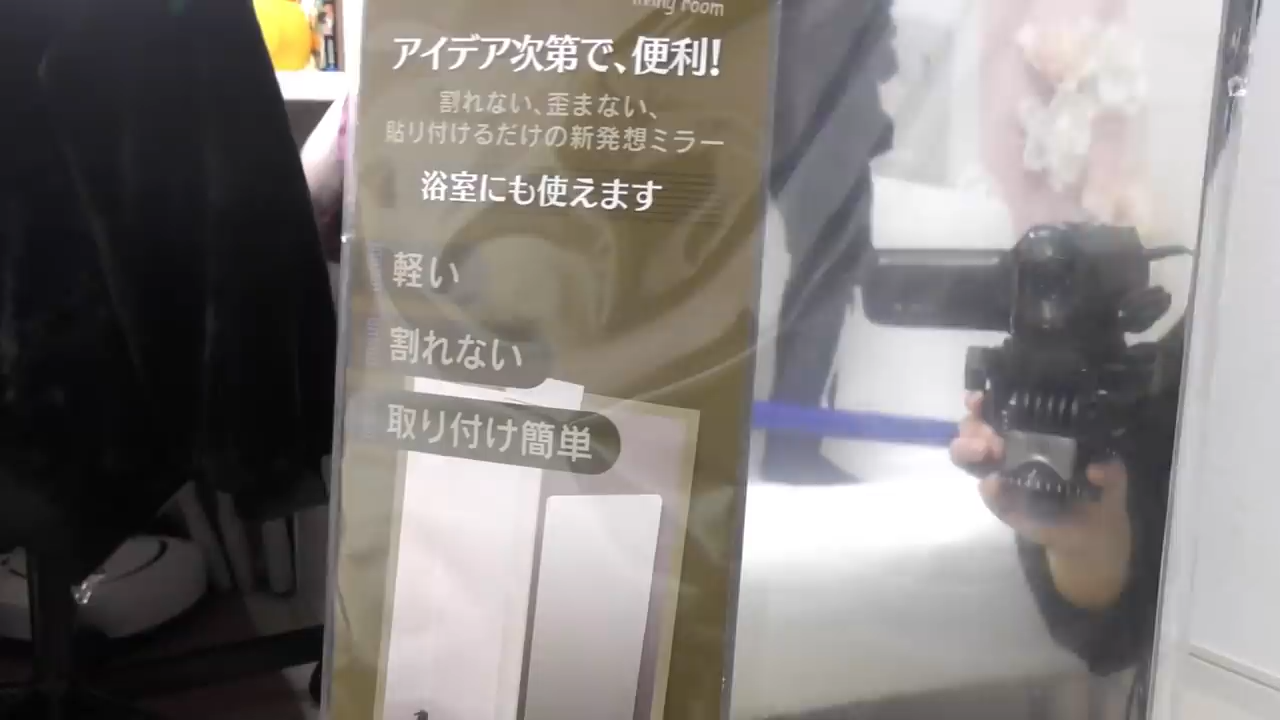 living room
アイデア次第で、便利!
割れない、歪まない、
貼り付けるだけの新発想ミラー
浴室にも使えます
軽い
割れない
取り付け簡単